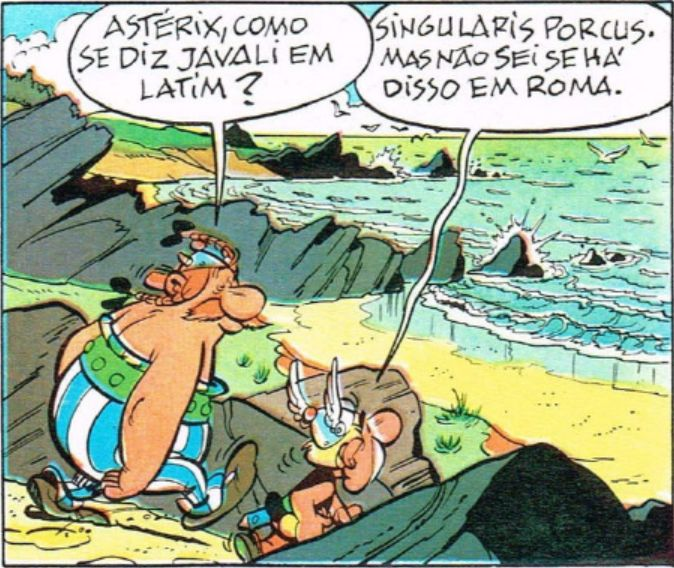 ASTÉRIX, COMO
SE DIZ JAVALI EM
LATIM?
SINGULARIS PORCUS.
MAS NÃO SEI SE HÁ
DISSO EM ROMA.